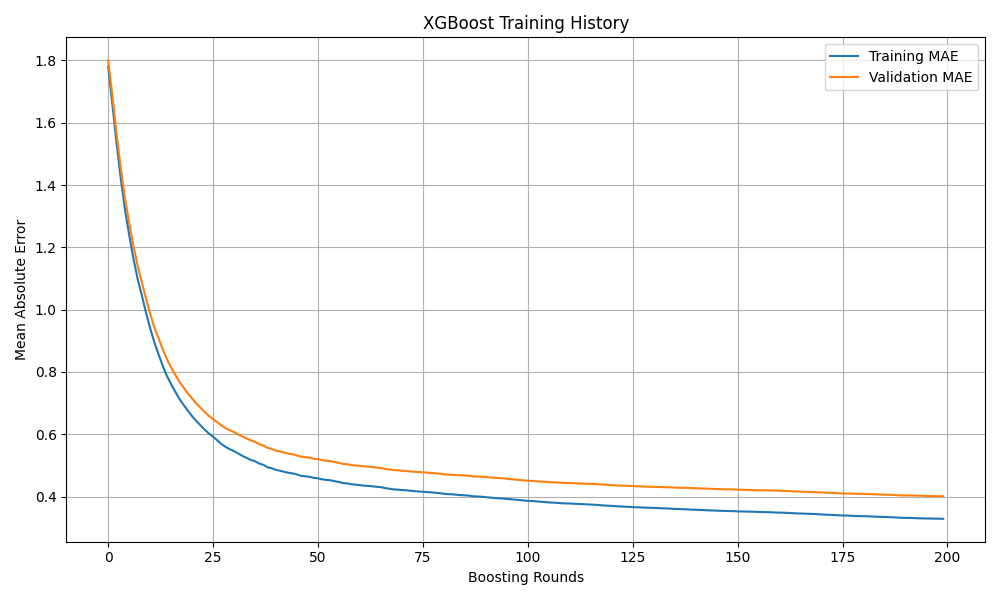 XGBoost Training History
Training MAE
Validation MAE
Mean Absolute Error
1.8
1.6
1.4
1.2
1.0
0.8
0.6
0.4
0 25 50 75 100 125 150 175 200
Boosting Rounds